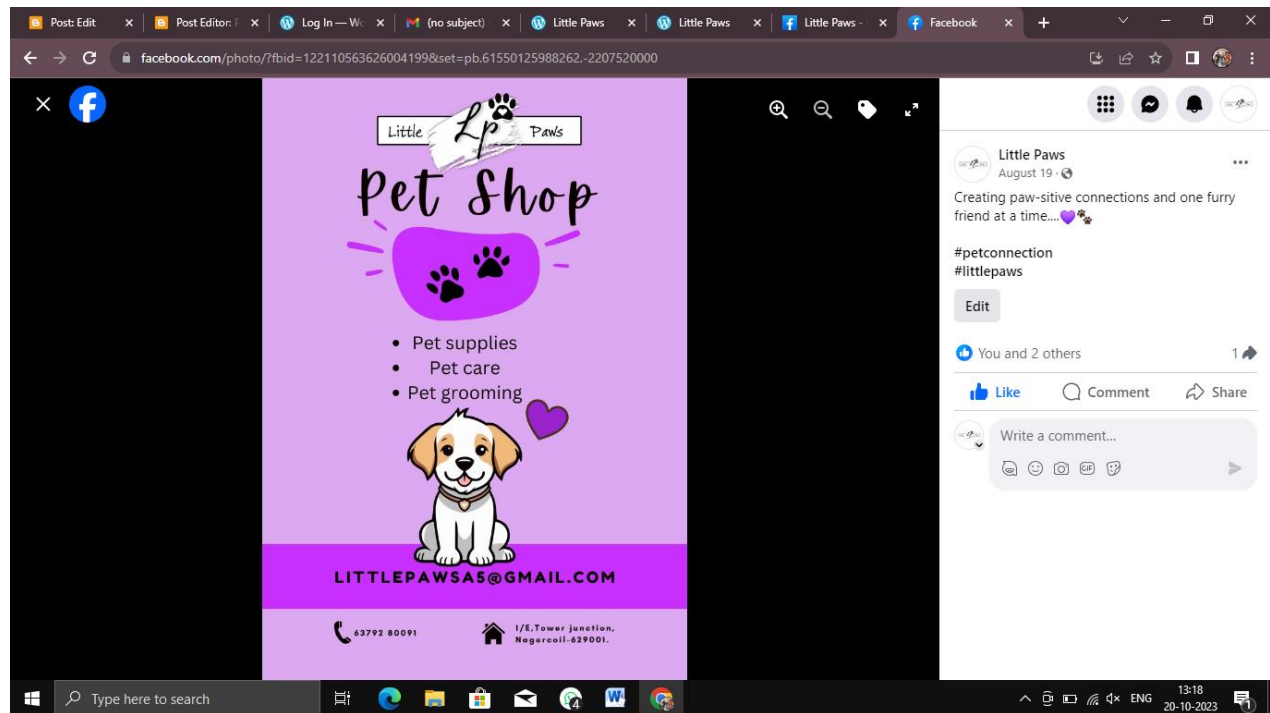 Post: Edit
Post Editor: F
Log In — Wo
(no subject)
Little Paws
Little Paws
Little Paws -
Facebook
facebook.com/photo/?fbid=122110563626004199&set=pb.61550125988262.-2207520000
Little Lp Paws
Pet Shop
• Pet supplies
• Pet care
• Pet grooming
LITTLEPAWSA5@GMAIL.COM
63792 80091
1/E,Tower junction,
Nagercoil-629001.
Little Paws
August 19 ·
Creating paw-sitive connections and one furry
friend at a time....💜🐾
#petconnection
#littlepaws
Edit
You and 2 others
1
Like Comment Share
Write a comment...
GIF
Type here to search
4
ENG
13:18
20-10-2023
1